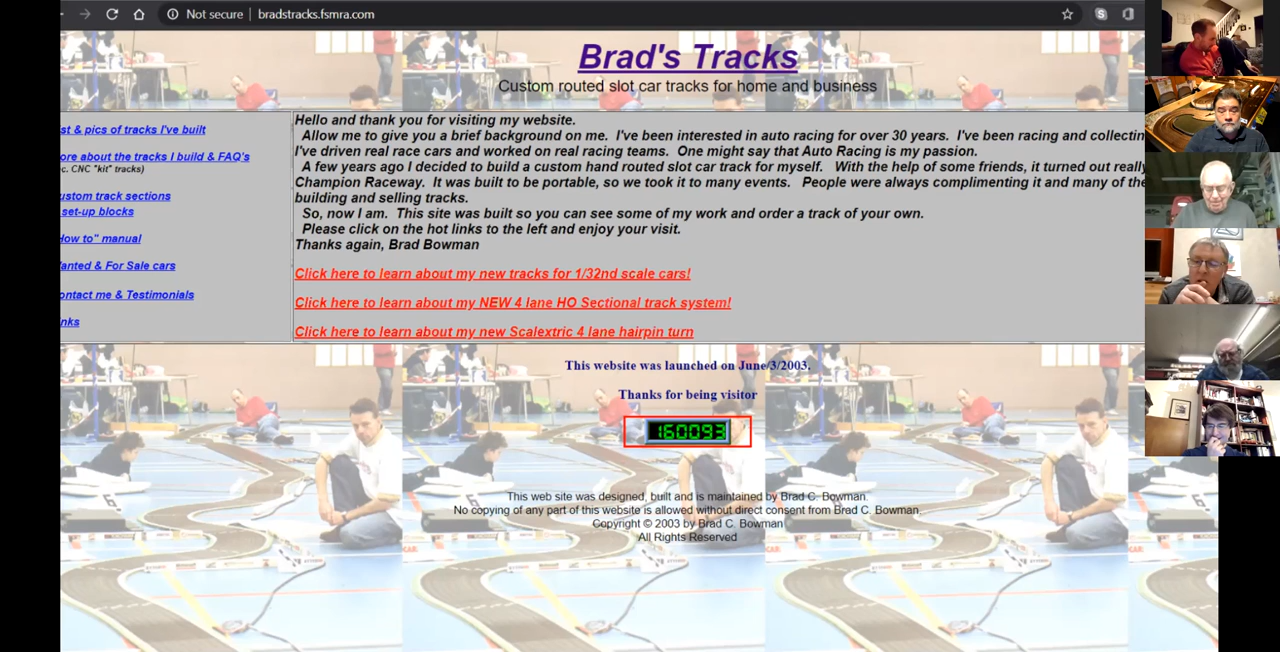 Not secure | bradstracks.fsmra.com
Brad's Tracks
Custom routed slot car tracks for home and business
st & pics of tracks I've built
ore about the tracks I build & FAQ's
c. CNC "kit" tracks)
ustom track sections
set-up blocks
How to" manual
anted & For Sale cars
ontact me & Testimonials
nks
Hello and thank you for visiting my website.
Allow me to give you a brief background on me. I've been interested in auto racing for over 30 years. I've been racing and collectin
I've driven real race cars and worked on real racing teams. One might say that Auto Racing is my passion.
A few years ago I decided to build a custom hand routed slot car track for myself. With the help of some friends, it turned out really
Champion Raceway. It was built to be portable, so we took it to many events. People were always complimenting it and many of the
building and selling tracks.
So, now I am. This site was built so you can see some of my work and order a track of your own.
Please click on the hot links to the left and enjoy your visit.
Thanks again, Brad Bowman
Click here to learn about my new tracks for 1/32nd scale cars!
Click here to learn about my NEW 4 lane HO Sectional track system!
Click here to learn about my new Scalextric 4 lane hairpin turn
This website was launched on June/3/2003.
Thanks for being visitor
160093
This web site was designed, built and is maintained by Brad C. Bowman.
No copying of any part of this website is allowed without direct consent from Brad C. Bowman.
Copyright © 2003 by Brad C. Bowman
All Rights Reserved